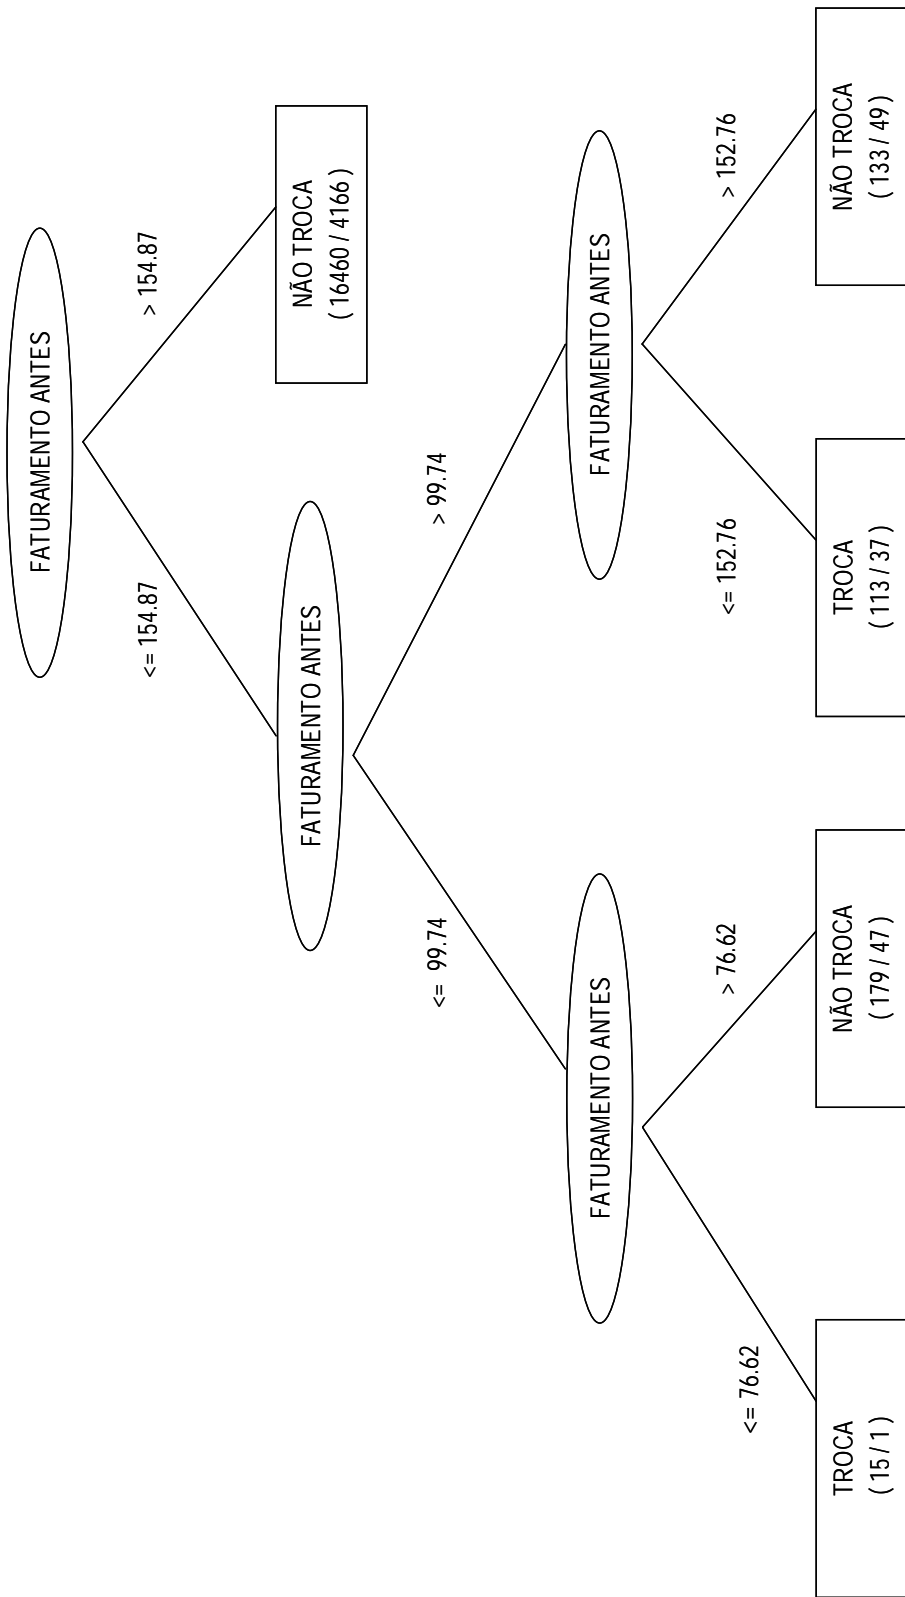 FATURAMENTO ANTES
<= 154.87
> 154.87
FATURAMENTO ANTES
NÃO TROCA
( 16460 / 4166 )
<= 99.74
> 99.74
FATURAMENTO ANTES
FATURAMENTO ANTES
<= 76.62
> 76.62
<= 152.76
> 152.76
TROCA
( 15 / 1 )
NÃO TROCA
( 179 / 47 )
TROCA
( 113 / 37 )
NÃO TROCA
( 133 / 49 )